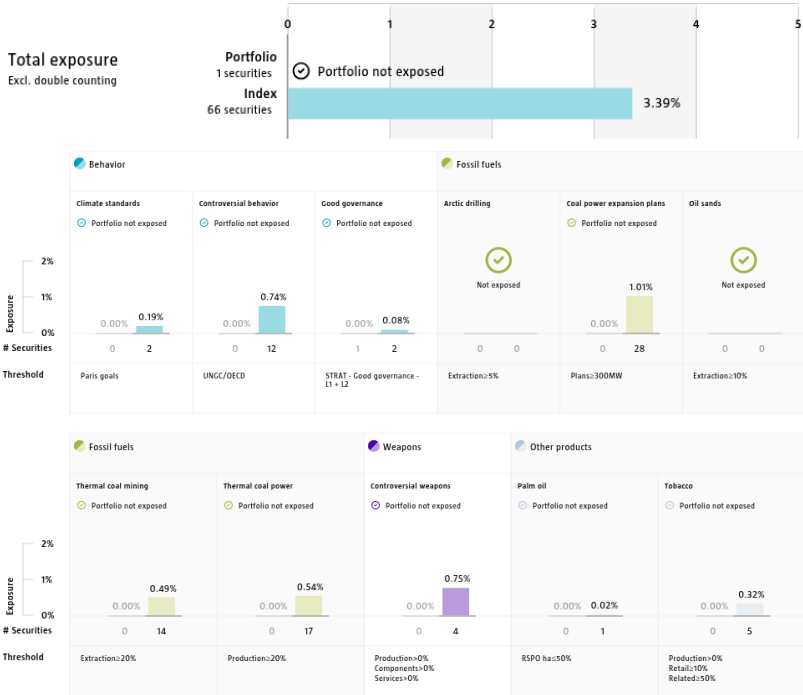 0 1 2 3 4 5
Total exposure
Excl. double counting
Portfolio
1 securities
Portfolio not exposed
Index
66 securities
3.39%
Behavior
Fossil fuels
Climate standards
Controversial behavior
Good governance
Arctic drilling
Coal power expansion plans
Oil sands
Portfolio not exposed
Portfolio not exposed
Portfolio not exposed
Portfolio not exposed
Not exposed
Not exposed
Exposure
2%
1%
0%
0.00% 0.19%
0.00% 0.74%
0.00% 0.08%
0.00% 1.01%
# Securities
0 2
0 12
1 2
0 0
0 28
0 0
Threshold
Paris goals
UNGC/OECD
STRAT - Good governance -
L1 + L2
Extraction≥5%
Plans≥300MW
Extraction≥10%
Fossil fuels
Weapons
Other products
Thermal coal mining
Thermal coal power
Controversial weapons
Palm oil
Tobacco
Portfolio not exposed
Portfolio not exposed
Portfolio not exposed
Portfolio not exposed
Portfolio not exposed
Exposure
2%
1%
0%
0.00% 0.49%
0.00% 0.54%
0.00% 0.75%
0.00% 0.02%
0.00% 0.32%
# Securities
0 14
0 17
0 4
0 1
0 5
Threshold
Extraction≥20%
Production≥20%
Production>0%
Components>0%
Services>0%
RSPO ha≤50%
Production>0%
Retail≥10%
Related≥50%